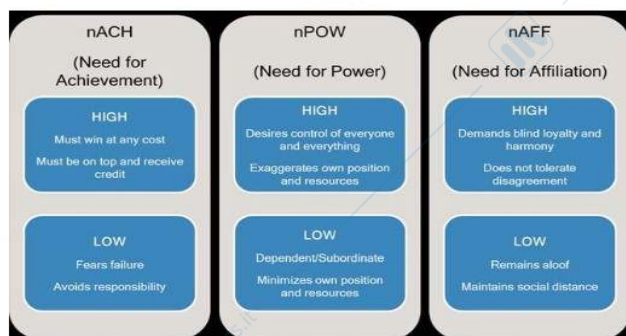 nACH
(Need for
Achievement)
HIGH
Must win at any cost
Must be on top and receive
credit
LOW
Fears failure
Avoids responsibility
nPOW
(Need for Power)
HIGH
Desires control of everyone
and everything
Exaggerates own position
and resources
LOW
Dependent/Subordinate
Minimizes own position
and resources
nAFF
(Need for Affiliation)
HIGH
Demands blind loyalty and
harmony
Does not tolerate
disagreement
LOW
Remains aloof
Maintains social distance